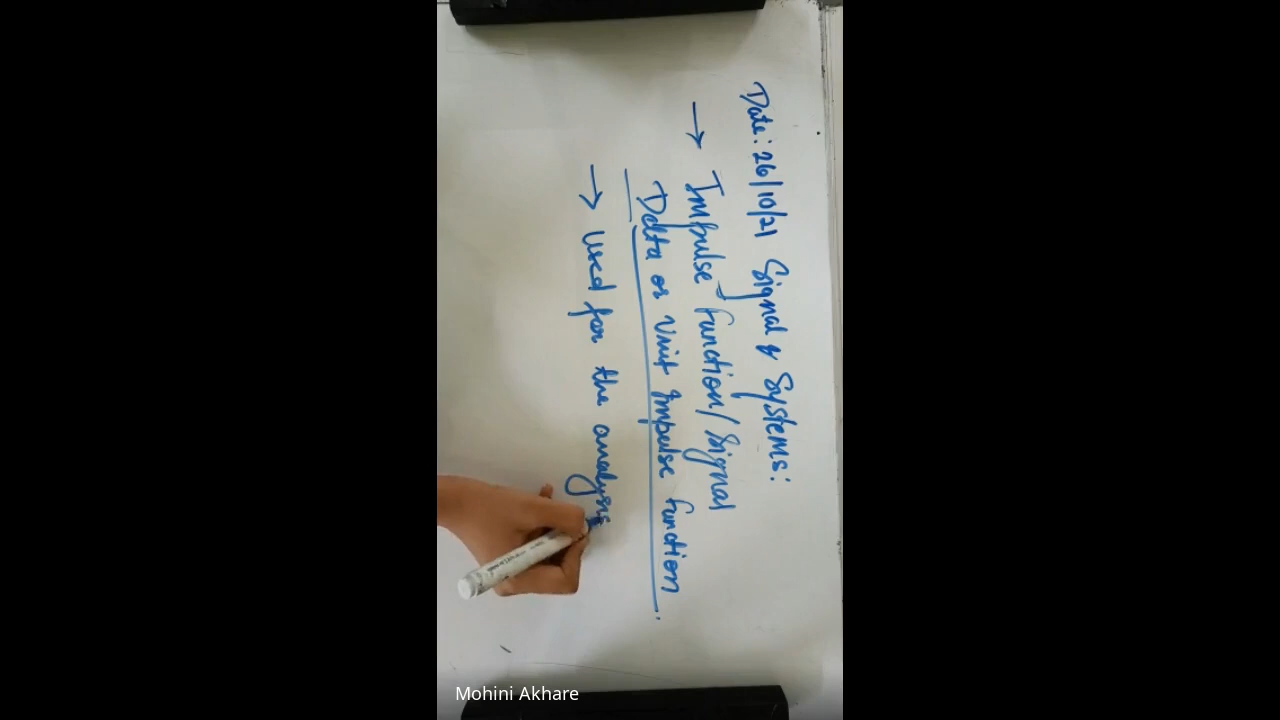 Date: 26/10/21 Signal & Systems:
→ Impulse function/Signal
Delta or Unit Impulse function
→ used for the analysis
Mohini Akhare